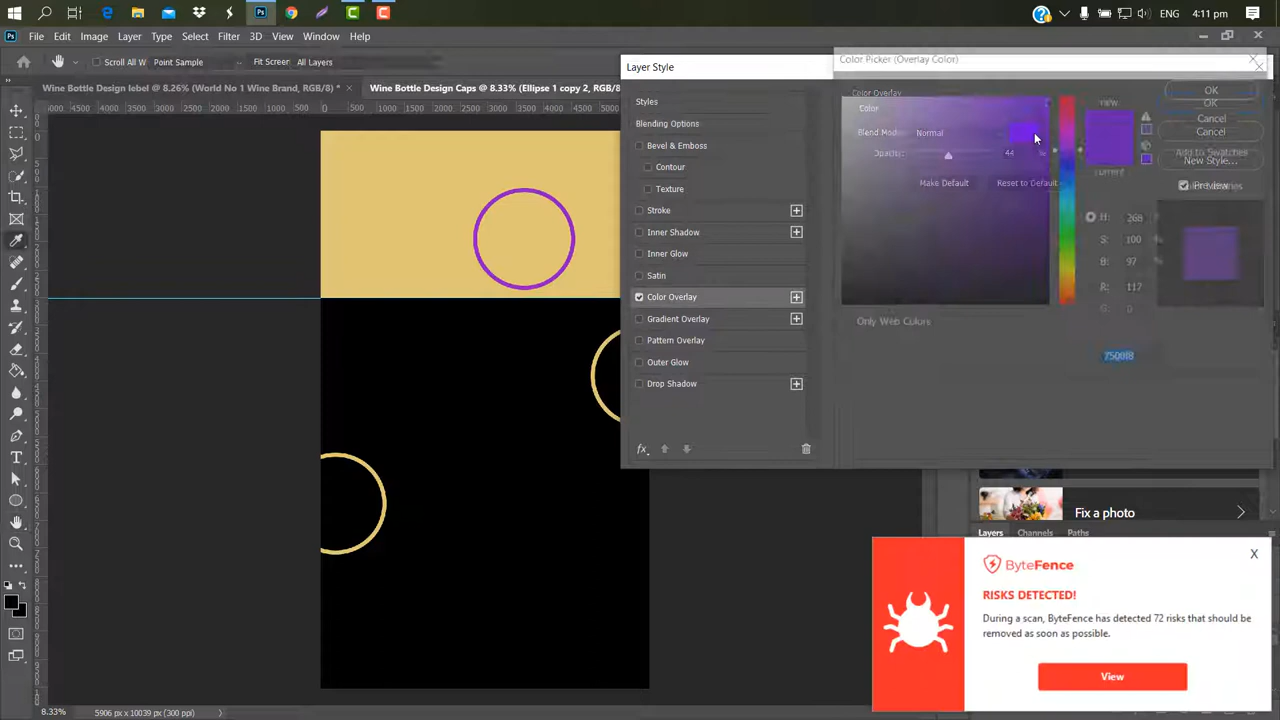 ENG 4:11 pm
File Edit Image Layer Type Select Filter 3D View Window Help
Scroll All W Point Sample Fit Screen All Layers
Wine Bottle Design lebel @ 8.26% (World No 1 Wine Brand, RGB/8) *
Wine Bottle Design Caps @ 8.33% (Ellipse 1 copy 2, RGB/8)
Layer Style
Color Picker (Overlay Color)
Styles
Blending Options
Bevel & Emboss
Contour
Texture
Stroke
Inner Shadow
Inner Glow
Satin
Color Overlay
Gradient Overlay
Pattern Overlay
Outer Glow
Drop Shadow
fx
Color Overlay
Color
Blend Mode: Normal
Opacity: 44 %
Make Default Reset to Default
Only Web Colors
new
current
OK
OK
Cancel
Cancel
Add to Swatches
New Style...
Preview
H: 268
S: 100 %
B: 97
R: 117
G: 0
Fix a photo
Layers Channels Paths
ByteFence
X
RISKS DETECTED!
During a scan, ByteFence has detected 72 risks that should be
removed as soon as possible.
View
8.33% 5906 px x 10039 px (300 ppi)